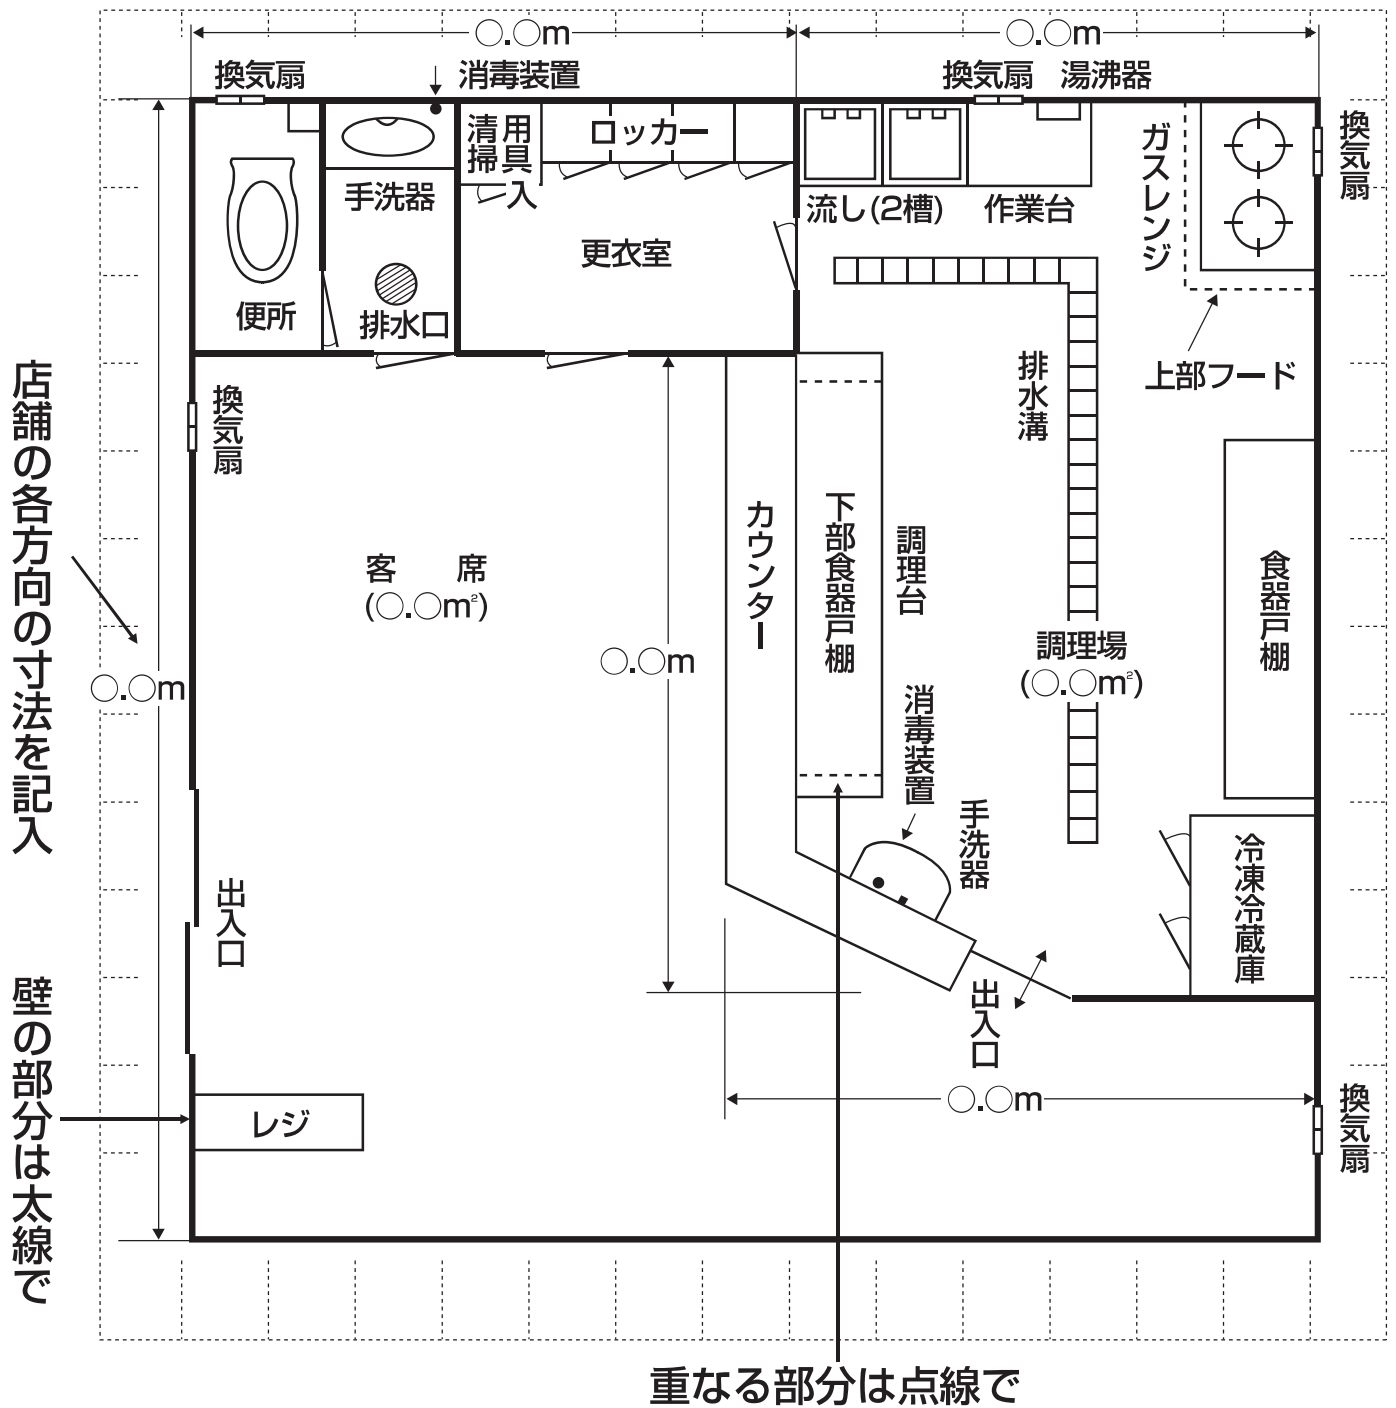 ◯.◯m
◯.◯m
換気扇
消毒装置
換気扇
湯沸器
清掃
用具入
ロッカー
手洗器
流し(2槽)
作業台
ガスレンジ
換気扇
更衣室
便所
排水口
上部フード
排水溝
換気扇
店舗の各方向の寸法を記入
客 席
(◯.◯m²)
カウンター
下部食器戸棚
調理台
食器戸棚
調理場
(◯.◯m²)
◯.◯m
◯.◯m
消毒装置
手洗器
冷凍冷蔵庫
出入口
出入口
壁の部分は太線で
◯.◯m
換気扇
レジ
重なる部分は点線で